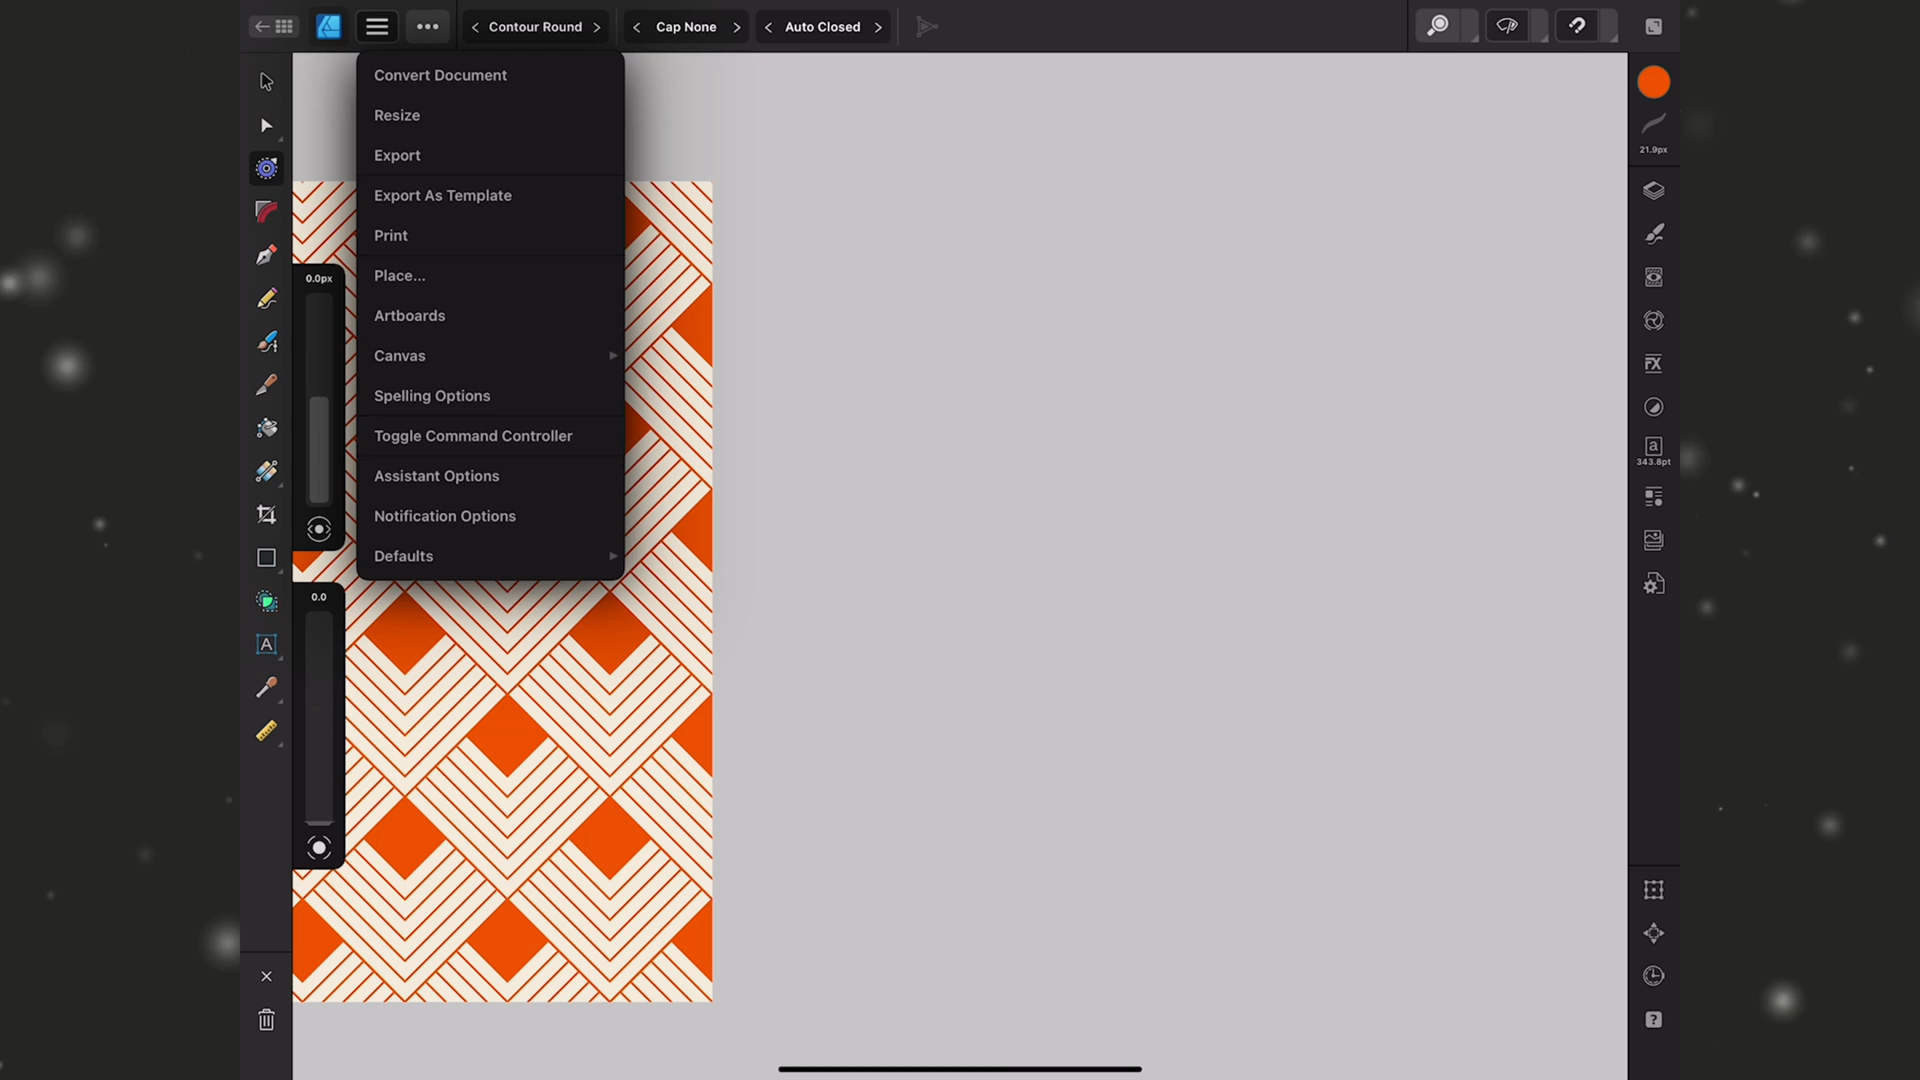 Contour Round
Cap None
Auto Closed
Convert Document
Resize
Export
Export As Template
Print
Place...
Artboards
Canvas
Spelling Options
Toggle Command Controller
Assistant Options
Notification Options
Defaults
0.0px
0.0
A
21.9px
FX
a
343.8pt
?